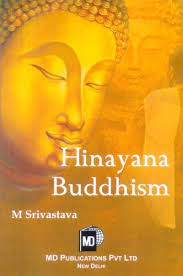 Hinayana
Buddhism
M Srivastava
MD
MD PUBLICATIONS PVT LTD
NEW DELHI